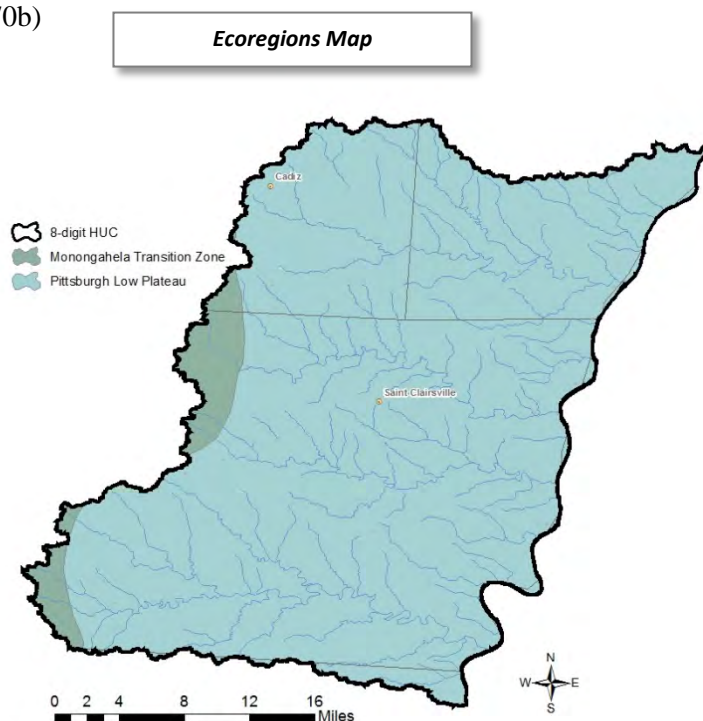 0b)
Ecoregions Map
Cadiz
8-digit HUC
Monongahela Transition Zone
Pittsburgh Low Plateau
Saint Clairsville
N
W E
S
0 2 4 8 12 16
Miles